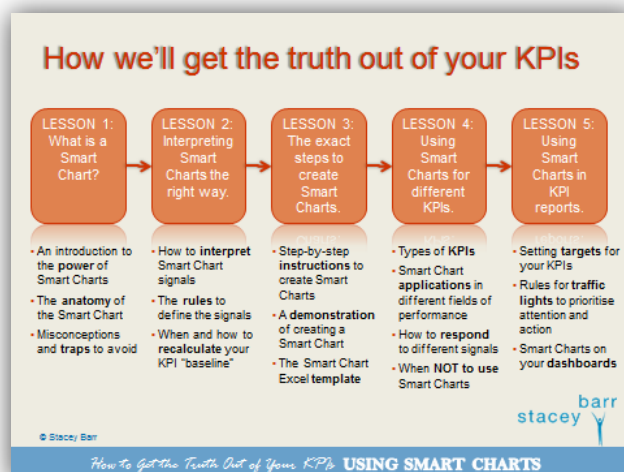 How we'll get the truth out of your KPIs
LESSON 1:
What is a
Smart
Chart?
LESSON 2:
Interpreting
Smart
Charts the
right way.
LESSON 3:
The exact
steps to
create
Smart
Charts.
LESSON 4:
Using
Smart
Charts for
different
KPIs.
LESSON 5:
Using
Smart
Charts in
KPI
reports.
• An introduction to
the power of
Smart Charts
• The anatomy of
the Smart Chart
• Misconceptions
and traps to avoid
• How to interpret
Smart Chart
signals
• The rules to
define the signals
• When and how to
recalculate your
KPI "baseline"
• Step-by-step
instructions to
create Smart
Charts
• A demonstration
of creating a
Smart Chart
• The Smart Chart
Excel template
• Types of KPIs
• Smart Chart
applications in
different fields of
performance
• How to respond
to different signals
• When NOT to use
Smart Charts
• Setting targets for
your KPIs
• Rules for traffic
lights to prioritise
attention and
action
• Smart Charts on
your dashboards
stacey barr
© Stacey Barr
How to Get the Truth Out of Your KPIs USING SMART CHARTS